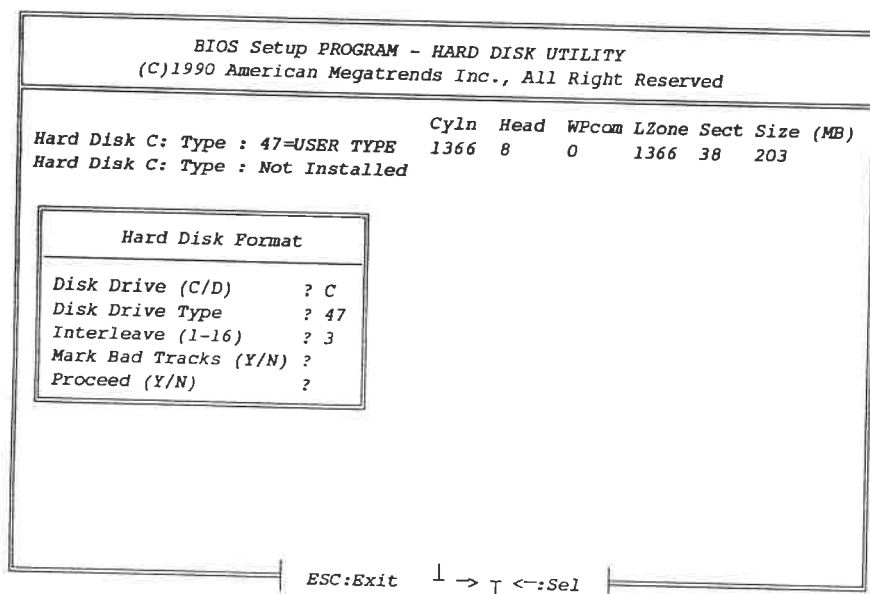 BIOS Setup PROGRAM - HARD DISK UTILITY
(C)1990 American Megatrends Inc., All Right Reserved
Cyln Head WPcom LZone Sect Size (MB)
Hard Disk C: Type : 47=USER TYPE 1366 8 0 1366 38 203
Hard Disk C: Type : Not Installed
Hard Disk Format
Disk Drive (C/D) ? C
Disk Drive Type ? 47
Interleave (1-16) ? 3
Mark Bad Tracks (Y/N) ?
Proceed (Y/N) ?
ESC:Exit ┴ → ┬ <—:Sel